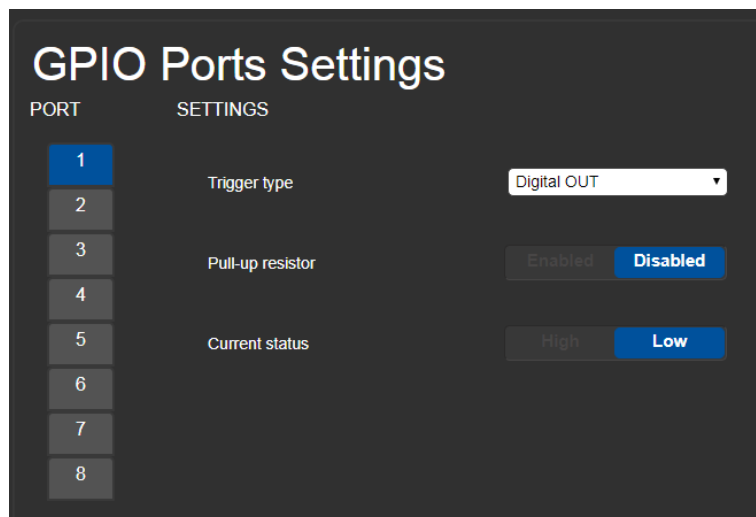 GPIO Ports Settings
PORT SETTINGS
1
Trigger type Digital OUT
2
3
Pull-up resistor Enabled Disabled
4
5
Current status High Low
6
7
8